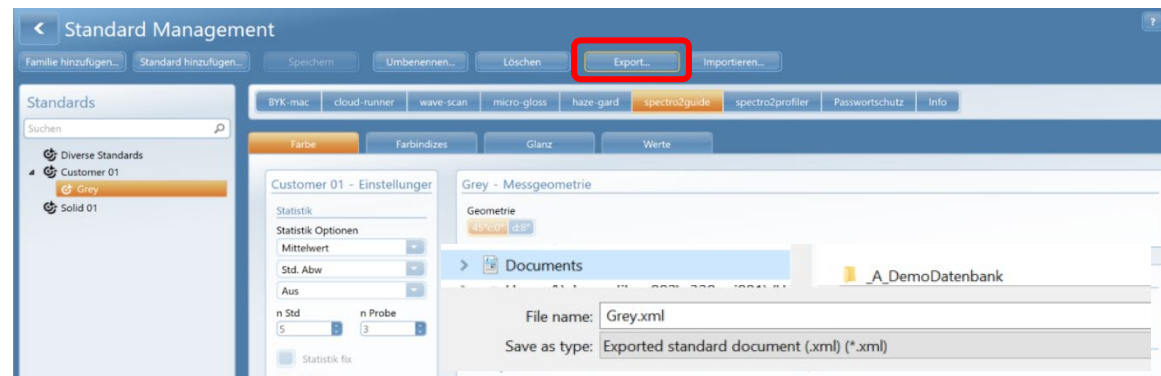 Standard Management
?
Familie hinzufügen... Standard hinzufügen... Speichern Umbenennen... Löschen Export... Importieren...
Standards
BYK-mac cloud-runner wave-scan micro-gloss haze-gard spectro2guide spectro2profiler Passwortschutz Info
Suchen
Farbe Farbindizes Glanz Werte
Diverse Standards
Customer 01
Grey
Solid 01
Customer 01 - Einstellunger
Statistik
Statistik Optionen
Mittelwert
Std. Abw
Aus
n Std n Probe
5 3
Statistik fix
Grey - Messgeometrie
Geometrie
45°c:0° d:8°
Documents
_A_DemoDatenbank
File name: Grey.xml
Save as type: Exported standard document (.xml) (*.xml)